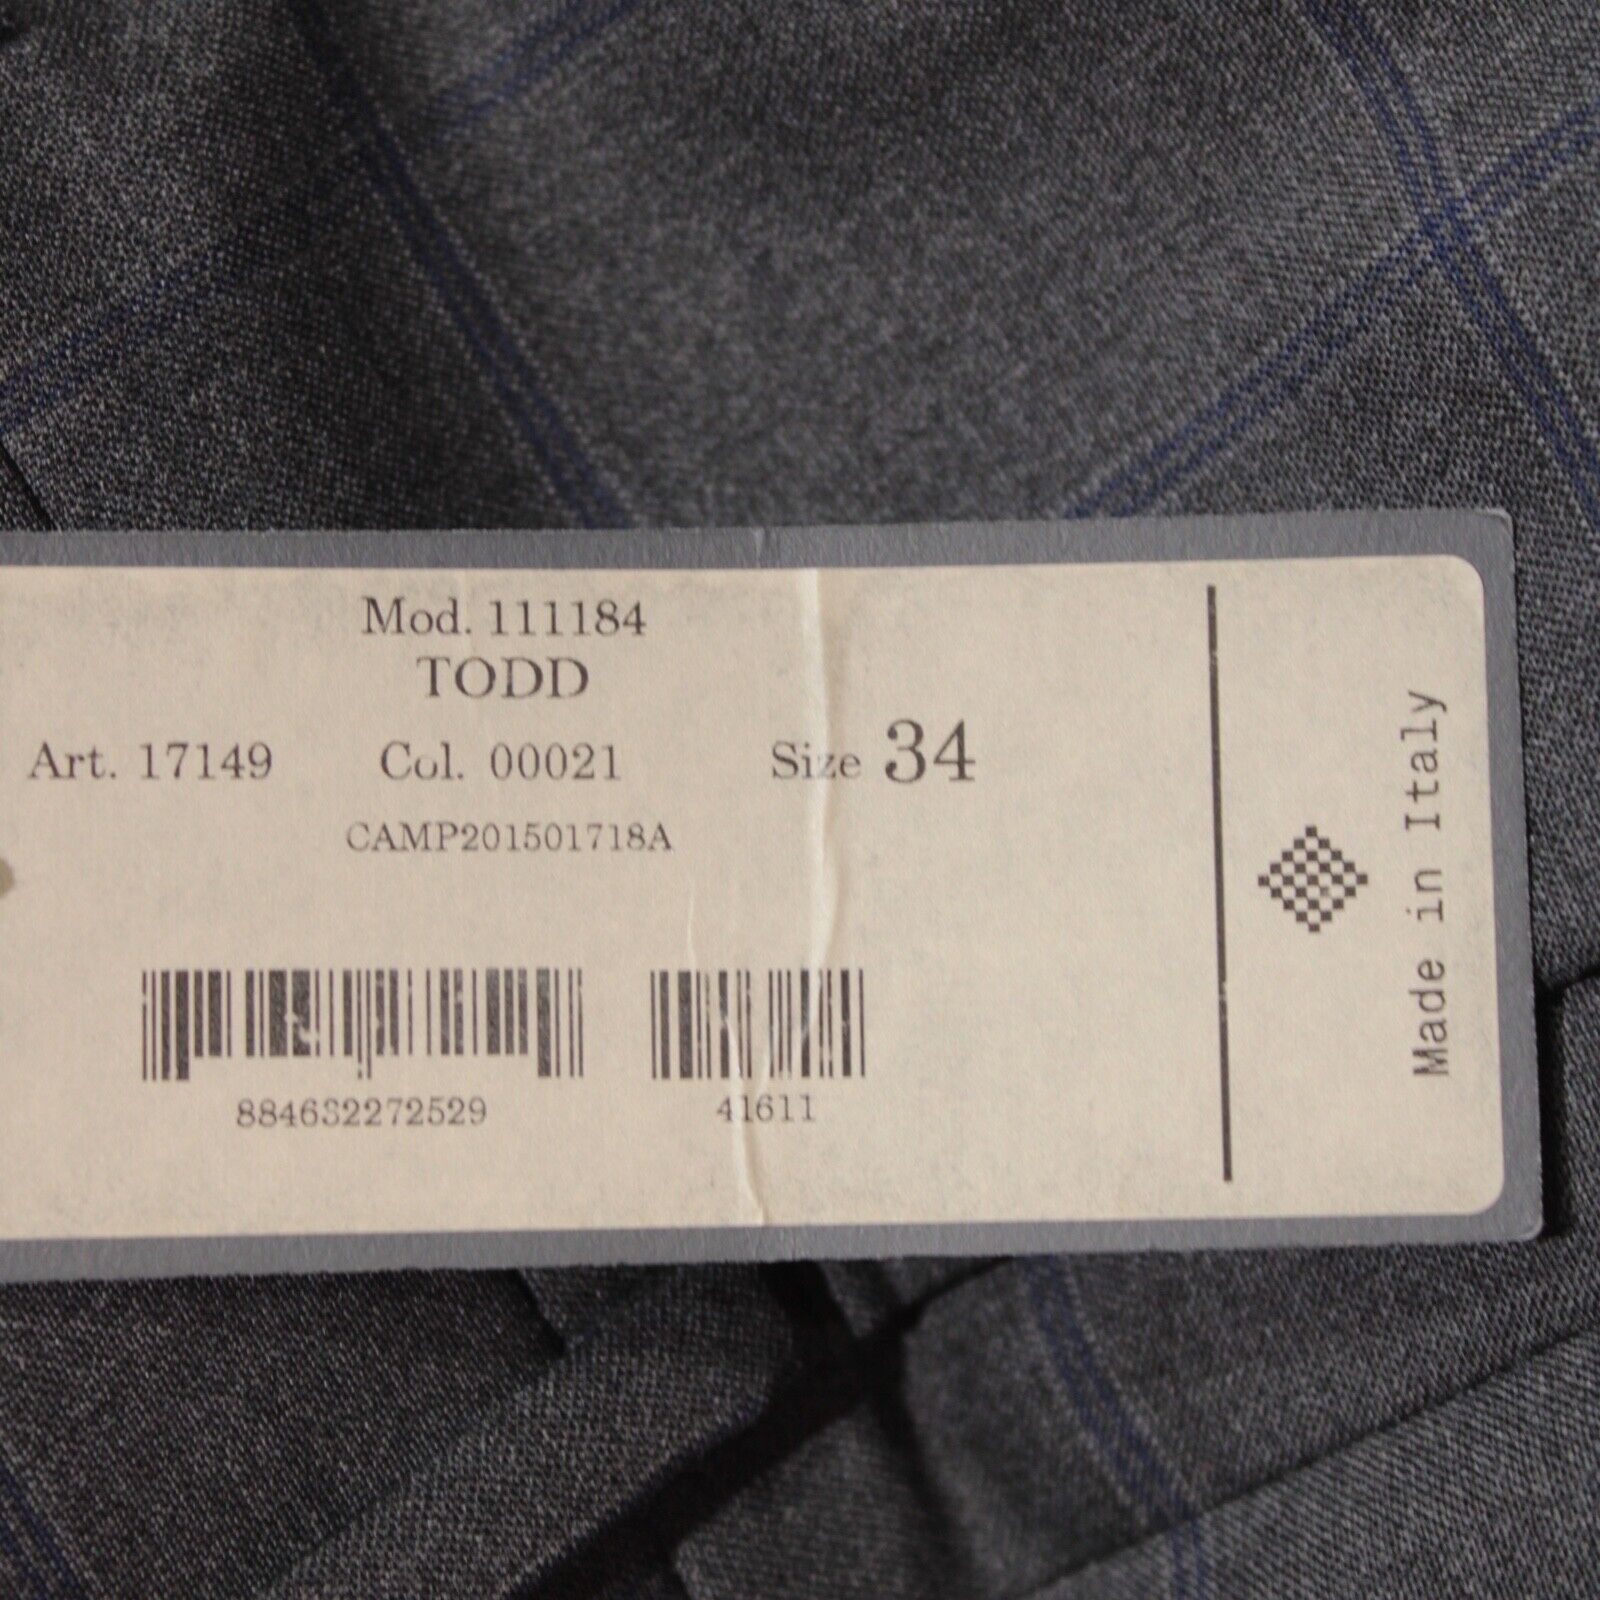 Mod. 111184
TODD
Art. 17149 Col. 00021 Size 34
CAMP201501718A
884632272529 41611
Made in Italy